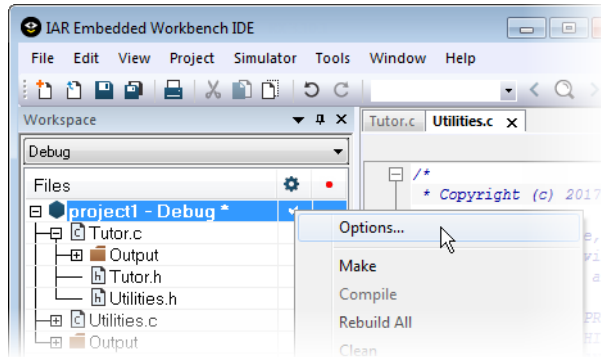 IAR Embedded Workbench IDE
File Edit View Project Simulator Tools Window Help
Workspace
Tutor.c Utilities.c
Debug
Files
/*
* Copyright (c) 2017
project1 - Debug *
Tutor.c
Output
Tutor.h
Utilities.h
Utilities.c
Output
Options...
Make
Compile
Rebuild All
Clean